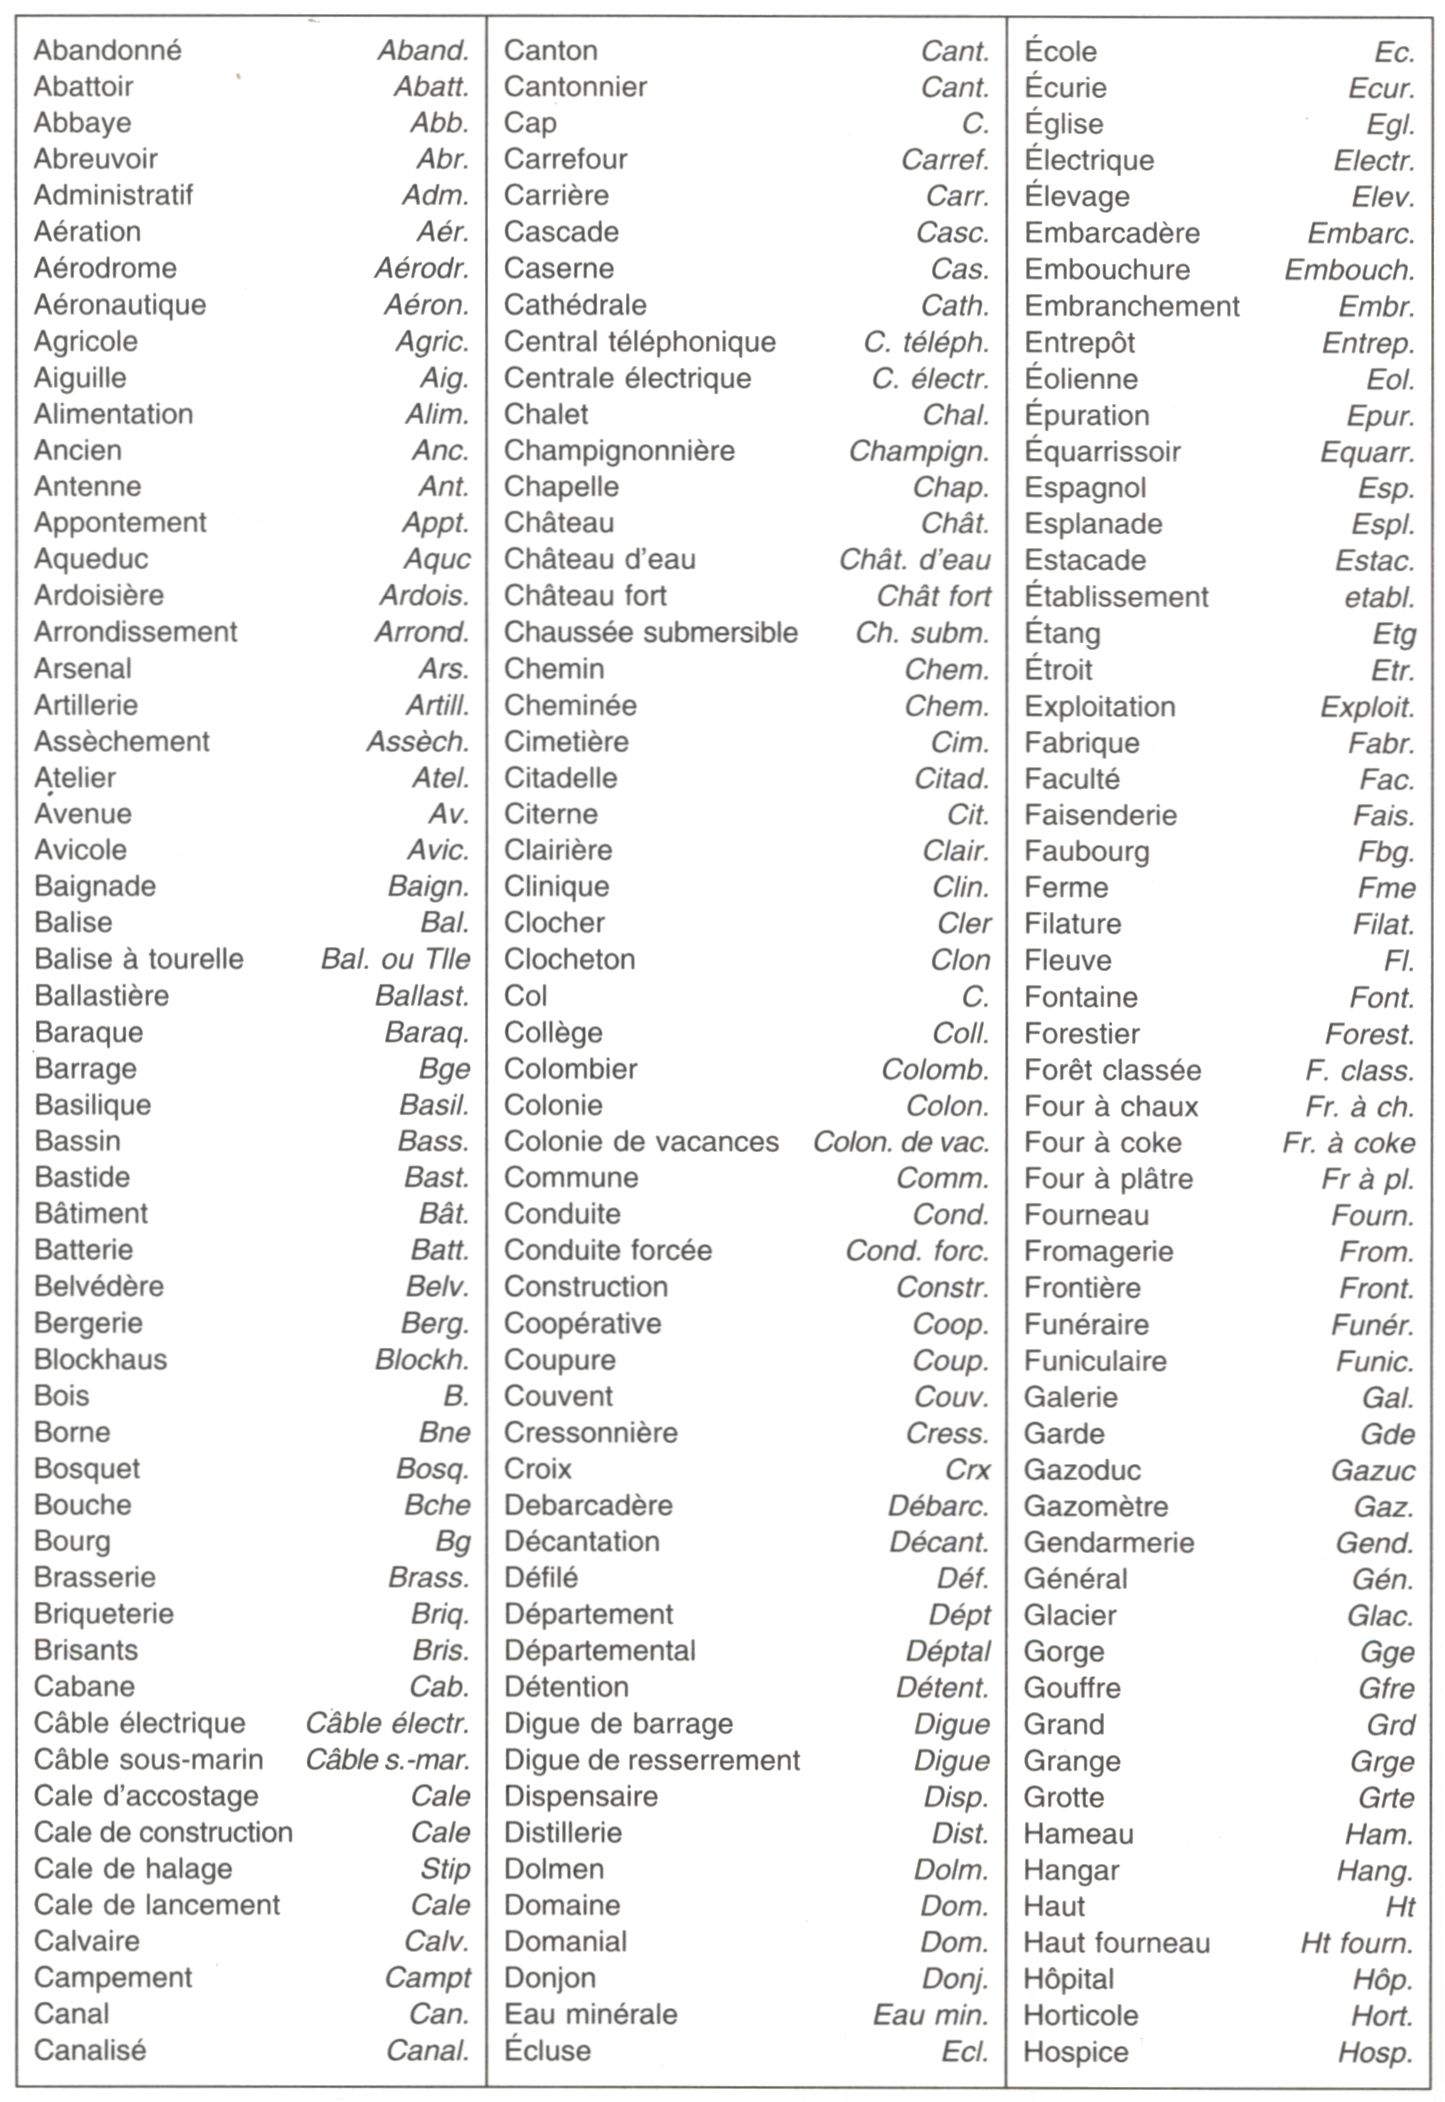 Abandonné Aband.
Abattoir Abatt.
Abbaye Abb.
Abreuvoir Abr.
Administratif Adm.
Aération Aér.
Aérodrome Aérodr.
Aéronautique Aéron.
Agricole Agric.
Aiguille Aig.
Alimentation Alim.
Ancien Anc.
Antenne Ant.
Appontement Appt.
Aqueduc Aquc
Ardoisière Ardois.
Arrondissement Arrond.
Arsenal Ars.
Artillerie Artill.
Assèchement Assèch.
Atelier Atel.
Avenue Av.
Avicole Avic.
Baignade Baign.
Balise Bal.
Balise à tourelle Bal. ou Tlle
Ballastière Ballast.
Baraque Baraq.
Barrage Bge
Basilique Basil.
Bassin Bass.
Bastide Bast.
Bâtiment Bât.
Batterie Batt.
Belvédère Belv.
Bergerie Berg.
Blockhaus Blockh.
Bois B.
Borne Bne
Bosquet Bosq.
Bouche Bche
Bourg Bg
Brasserie Brass.
Briqueterie Briq.
Brisants Bris.
Cabane Cab.
Câble électrique Câble électr.
Câble sous-marin Câble s.-mar.
Cale d'accostage Cale
Cale de construction Cale
Cale de halage Stip
Cale de lancement Cale
Calvaire Calv.
Campement Campt
Canal Can.
Canalisé Canal.
Canton Cant.
Cantonnier Cant.
Cap C.
Carrefour Carref.
Carrière Carr.
Cascade Casc.
Caserne Cas.
Cathédrale Cath.
Central téléphonique C. téléph.
Centrale électrique C. électr.
Chalet Chal.
Champignonnière Champign.
Chapelle Chap.
Château Chât.
Château d'eau Chât. d'eau
Château fort Chât fort
Chaussée submersible Ch. subm.
Chemin Chem.
Cheminée Chem.
Cimetière Cim.
Citadelle Citad.
Citerne Cit.
Clairière Clair.
Clinique Clin.
Clocher Cler
Clocheton Clon
Col C.
Collège Coll.
Colombier Colomb.
Colonie Colon.
Colonie de vacances Colon. de vac.
Commune Comm.
Conduite Cond.
Conduite forcée Cond. forc.
Construction Constr.
Coopérative Coop.
Coupure Coup.
Couvent Couv.
Cressonnière Cress.
Croix Crx
Debarcadère Débarc.
Décantation Décant.
Défilé Déf.
Département Dépt
Départemental Déptal
Détention Détent.
Digue de barrage Digue
Digue de resserrement Digue
Dispensaire Disp.
Distillerie Dist.
Dolmen Dolm.
Domaine Dom.
Domanial Dom.
Donjon Donj.
Eau minérale Eau min.
Écluse Ecl.
École Ec.
Écurie Ecur.
Église Egl.
Électrique Electr.
Élevage Elev.
Embarcadère Embarc.
Embouchure Embouch.
Embranchement Embr.
Entrepôt Entrep.
Éolienne Eol.
Épuration Epur.
Équarrissoir Equarr.
Espagnol Esp.
Esplanade Espl.
Estacade Estac.
Établissement etabl.
Étang Etg
Étroit Etr.
Exploitation Exploit.
Fabrique Fabr.
Faculté Fac.
Faisenderie Fais.
Faubourg Fbg.
Ferme Fme
Filature Filat.
Fleuve Fl.
Fontaine Font.
Forestier Forest.
Forêt classée F. class.
Four à chaux Fr. à ch.
Four à coke Fr. à coke
Four à plâtre Fr à pl.
Fourneau Fourn.
Fromagerie From.
Frontière Front.
Funéraire Funér.
Funiculaire Funic.
Galerie Gal.
Garde Gde
Gazoduc Gazuc
Gazomètre Gaz.
Gendarmerie Gend.
Général Gén.
Glacier Glac.
Gorge Gge
Gouffre Gfre
Grand Grd
Grange Grge
Grotte Grte
Hameau Ham.
Hangar Hang.
Haut Ht
Haut fourneau Ht fourn.
Hôpital Hôp.
Horticole Hort.
Hospice Hosp.